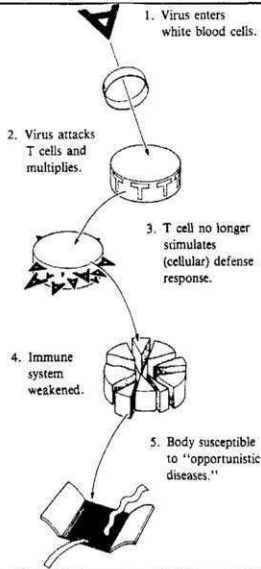 1. Virus enters
white blood cells.
2. Virus attacks
T cells and
multiplies.
T T T T
3. T cell no longer
stimulates
(cellular) defense
response.
4. Immune
system
weakened.
5. Body susceptible
to "opportunistic
diseases."